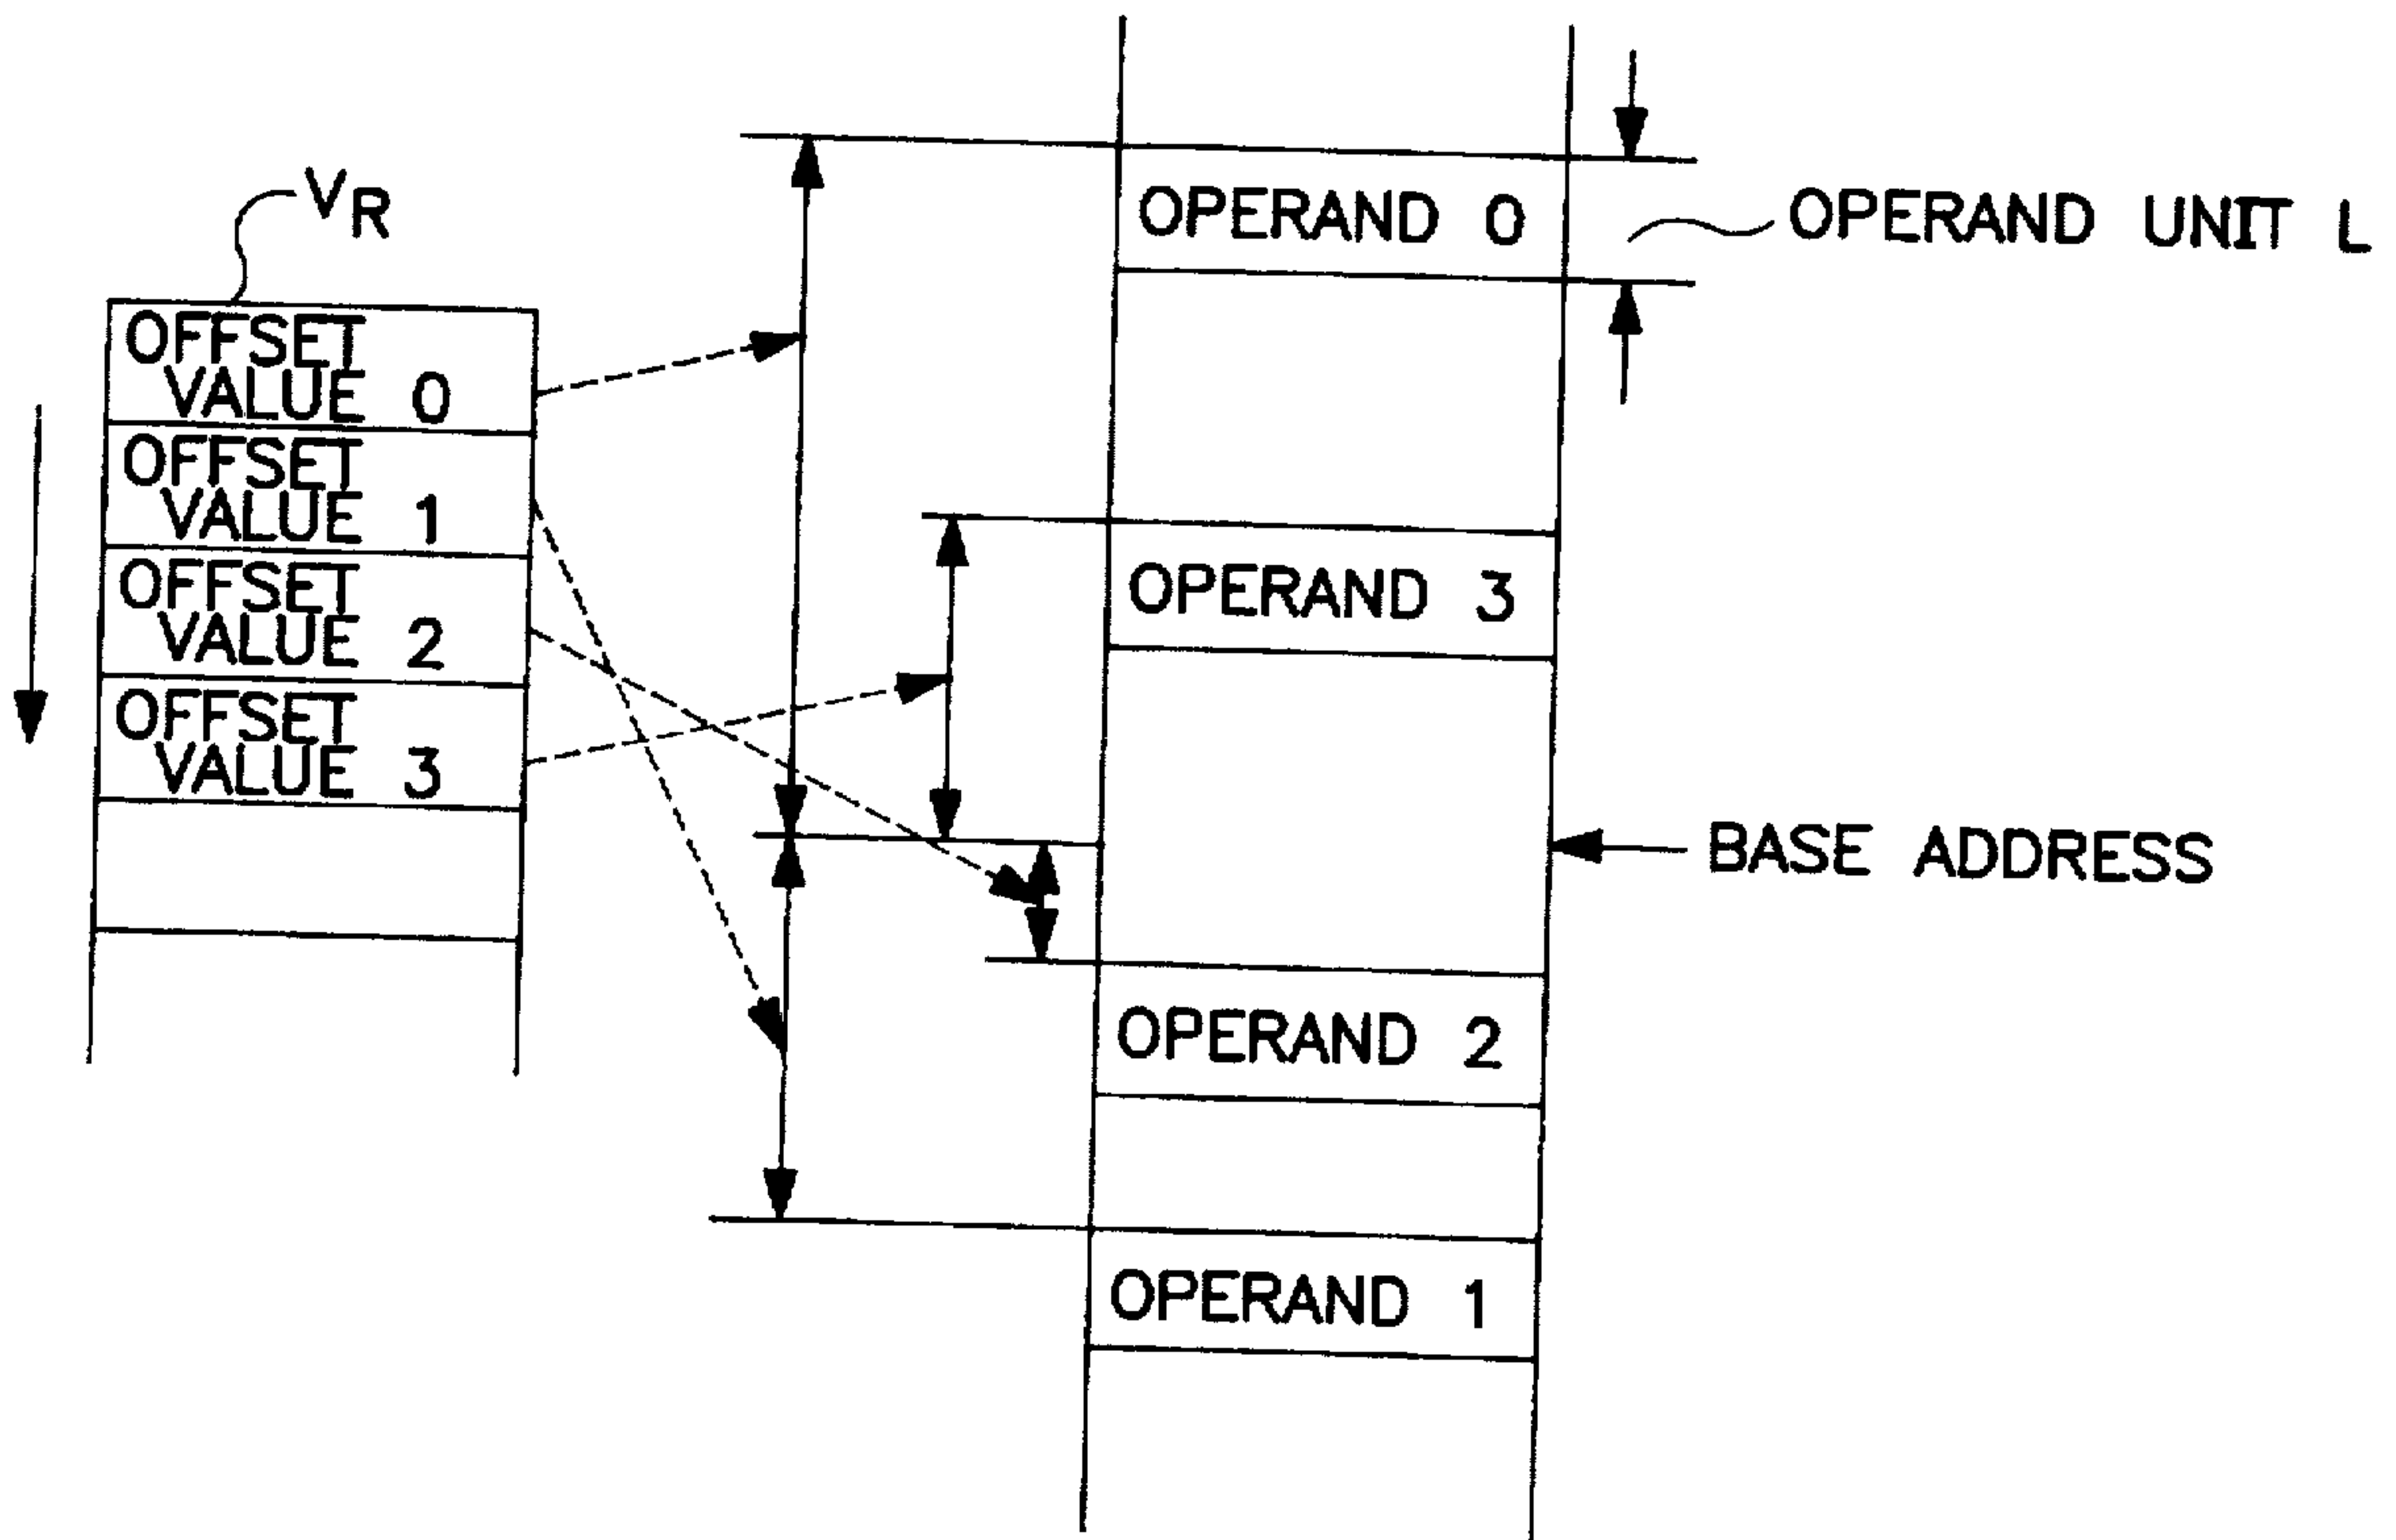 VR
OFFSET
VALUE 0
OFFSET
VALUE 1
OFFSET
VALUE 2
OFFSET
VALUE 3
OPERAND 0
OPERAND UNIT L
OPERAND 3
BASE ADDRESS
OPERAND 2
OPERAND 1